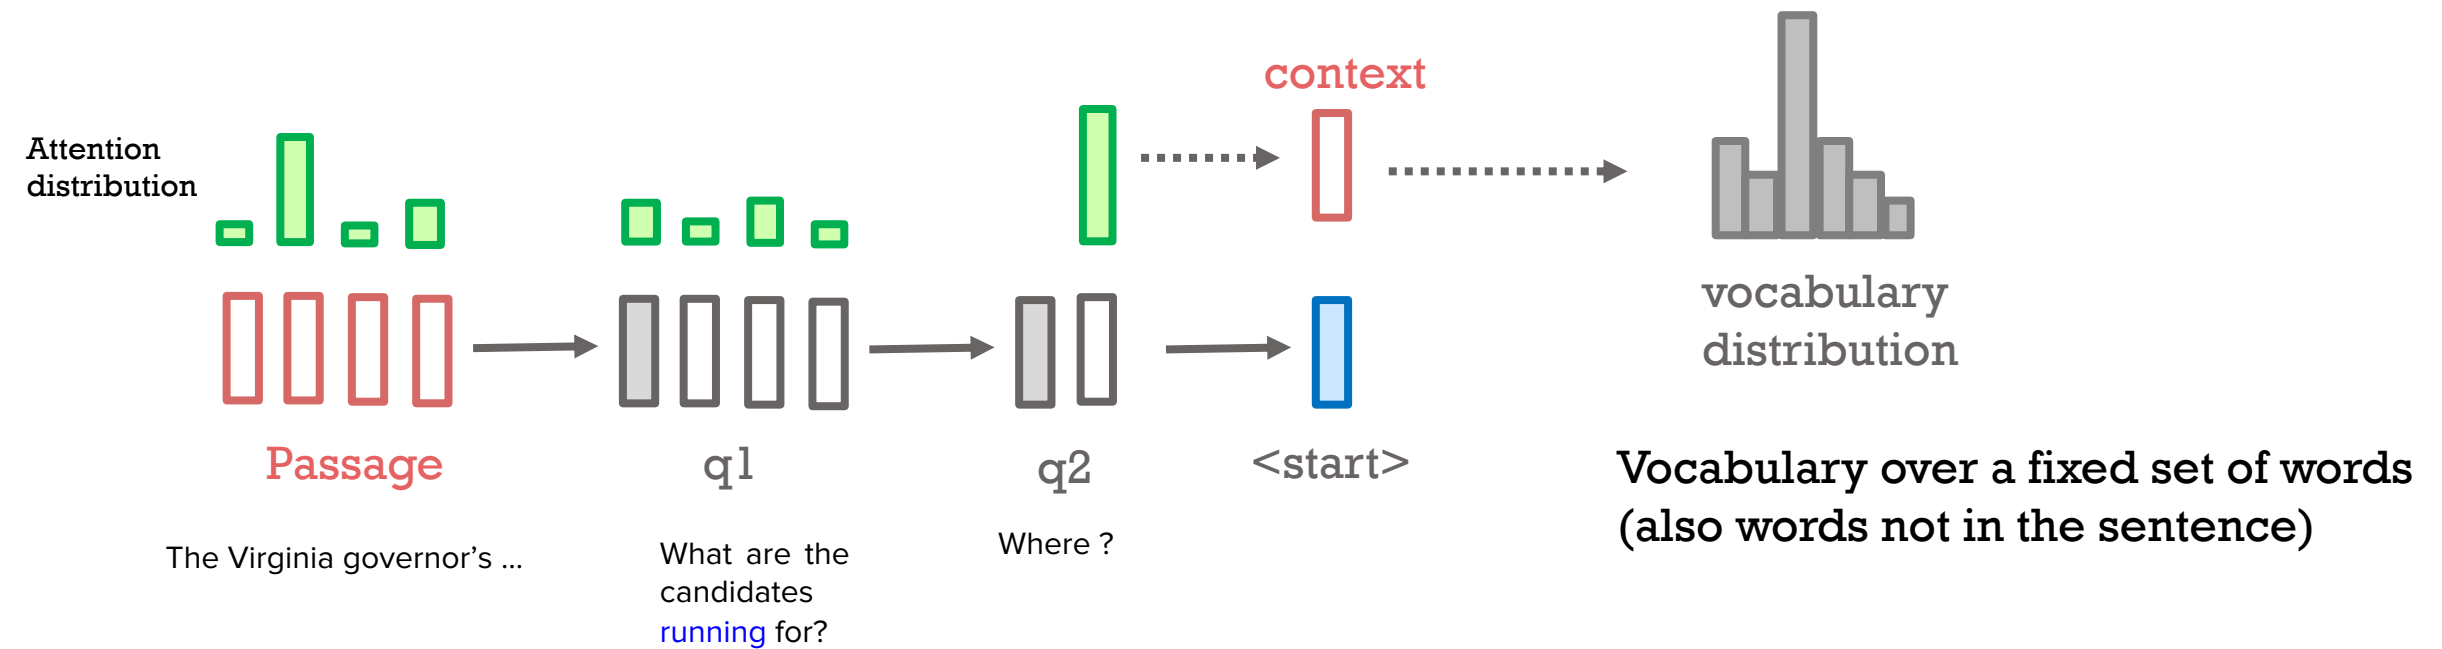 Attention
distribution
context
vocabulary
distribution
Passage
q1
q2
<start>
Vocabulary over a fixed set of words
(also words not in the sentence)
The Virginia governor’s ...
What are the
candidates
running for?
Where ?